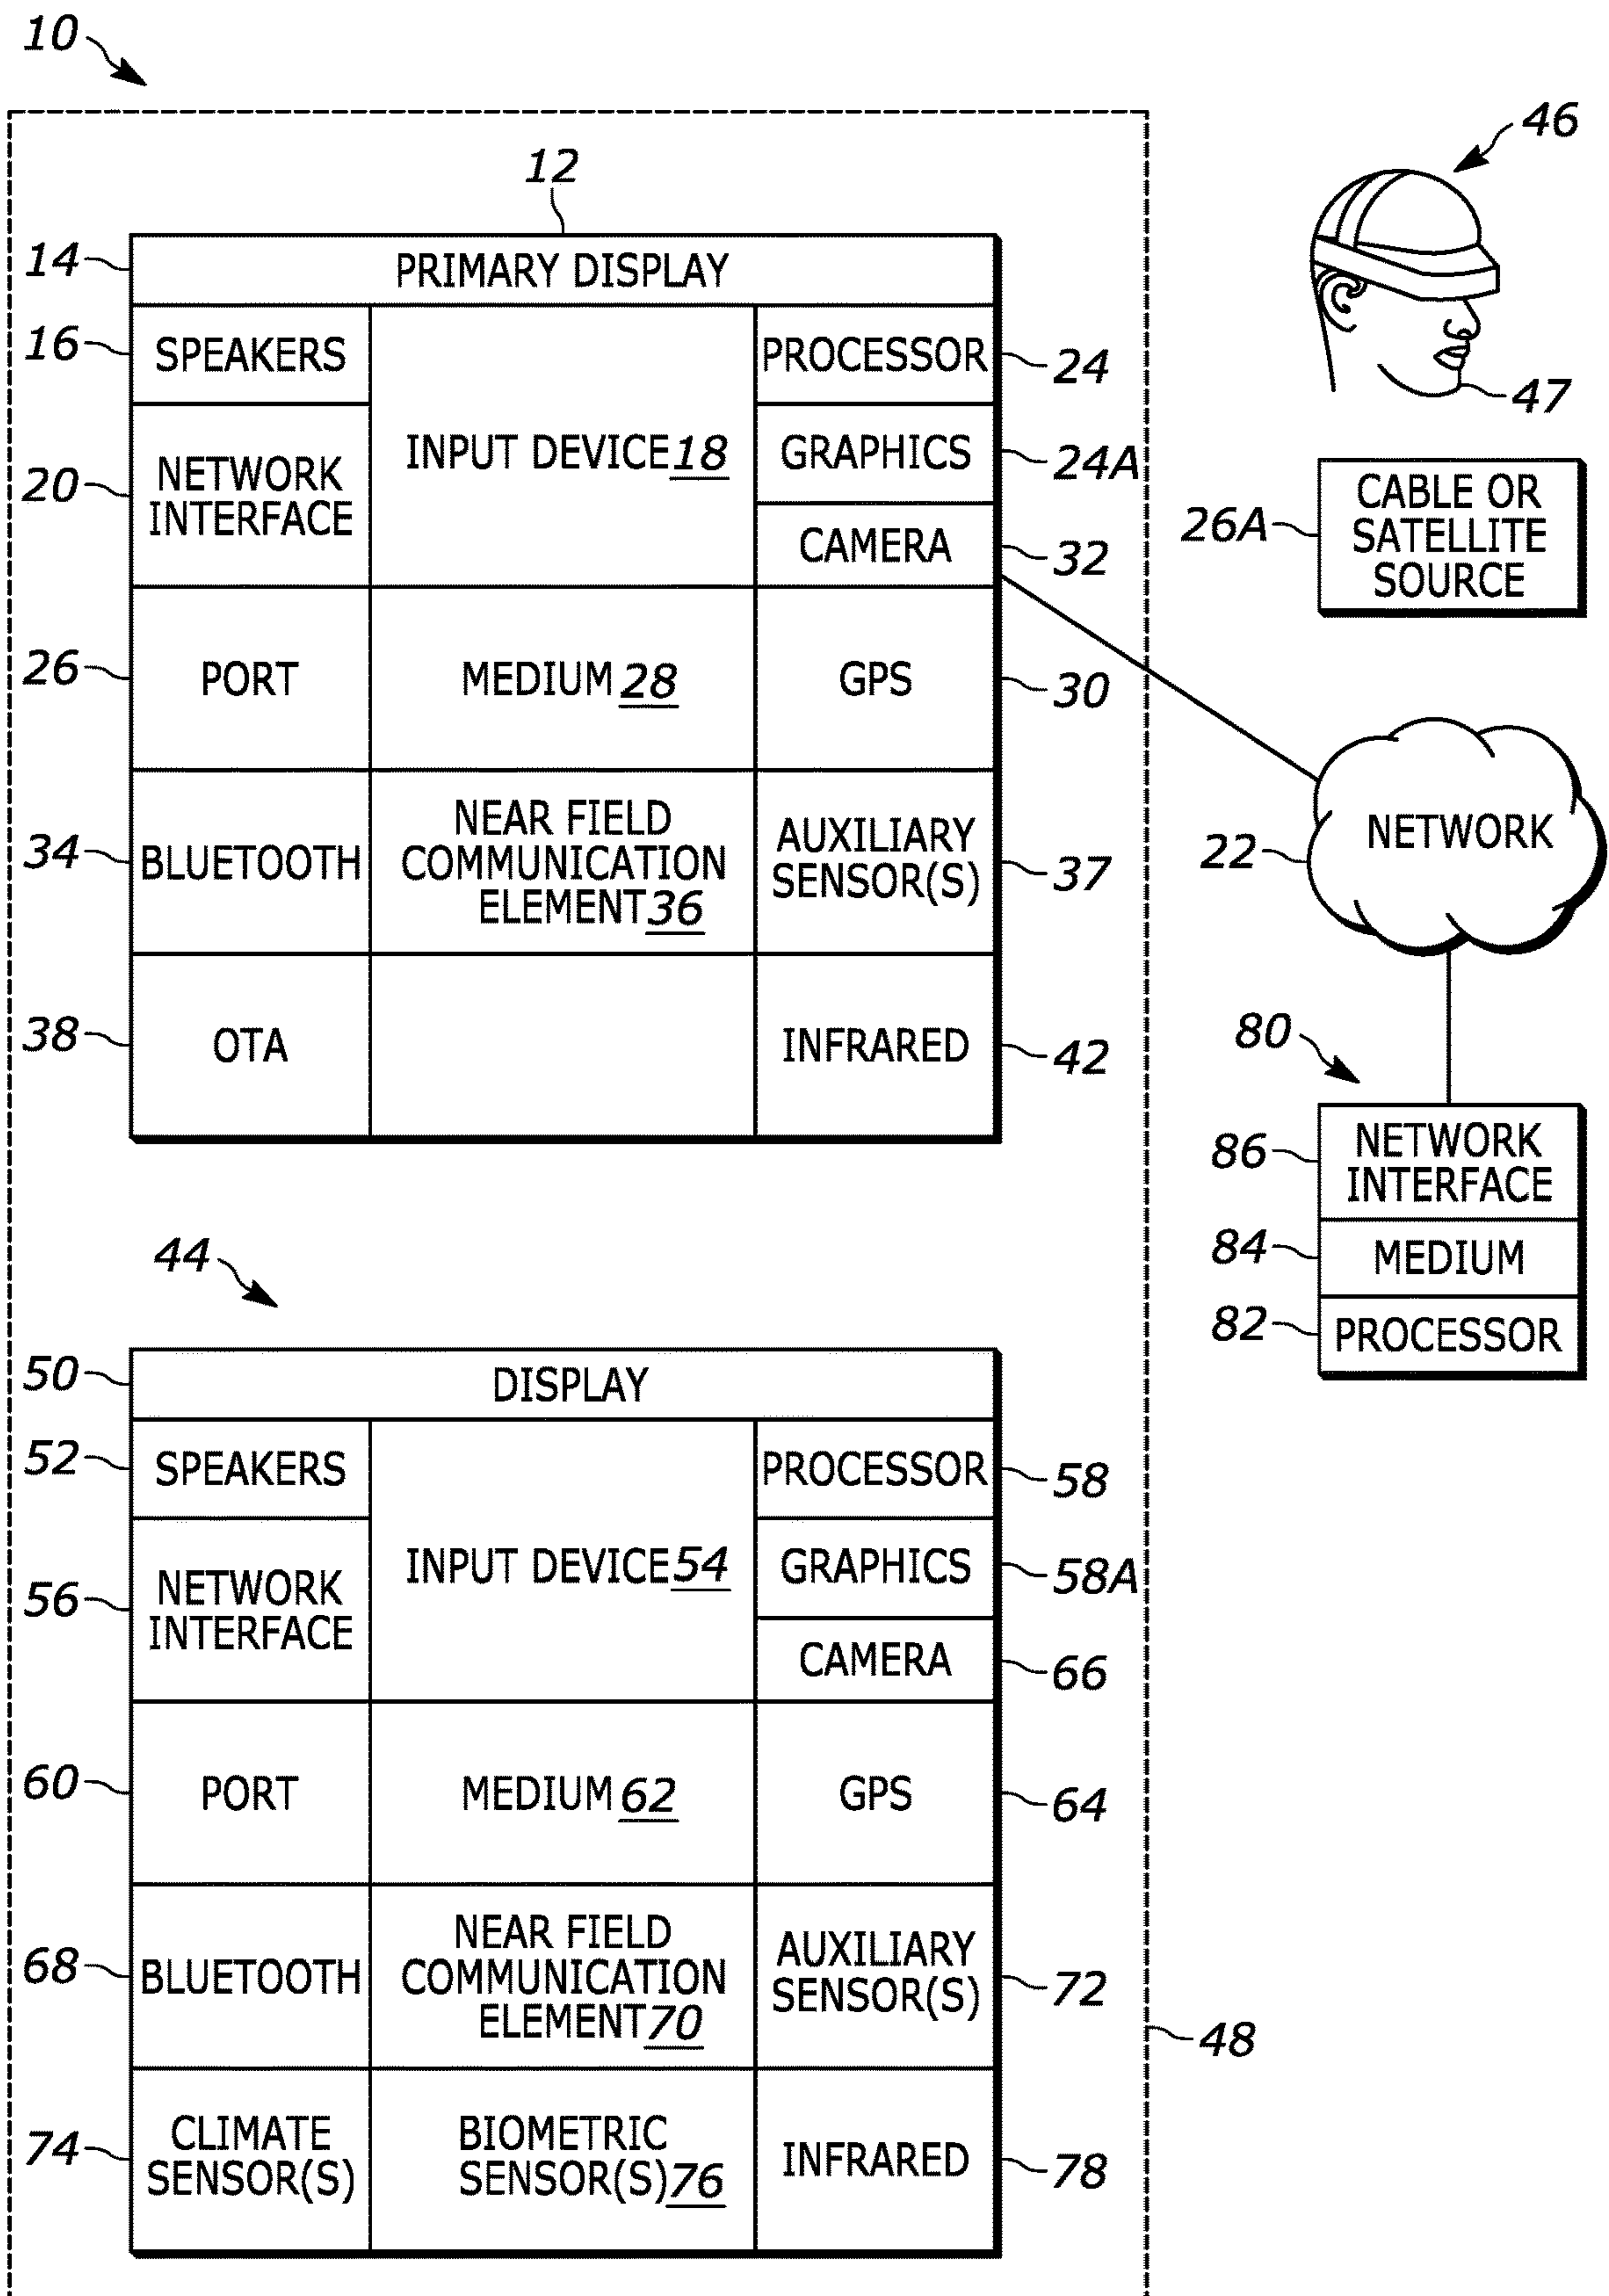 10
46
12
14
PRIMARY DISPLAY
16
SPEAKERS
PROCESSOR
24
47
20
NETWORK
INTERFACE
INPUT DEVICE 18
GRAPHICS
24A
CAMERA
32
26A
CABLE OR
SATELLITE
SOURCE
26
PORT
MEDIUM 28
GPS
30
34
BLUETOOTH
NEAR FIELD
COMMUNICATION
ELEMENT 36
AUXILIARY
SENSOR(S)
37
22
NETWORK
38
OTA
INFRARED
42
80
86
NETWORK
INTERFACE
84
MEDIUM
82
PROCESSOR
44
50
DISPLAY
52
SPEAKERS
PROCESSOR
58
56
NETWORK
INTERFACE
INPUT DEVICE 54
GRAPHICS
58A
CAMERA
66
60
PORT
MEDIUM 62
GPS
64
68
BLUETOOTH
NEAR FIELD
COMMUNICATION
ELEMENT 70
AUXILIARY
SENSOR(S)
72
48
74
CLIMATE
SENSOR(S)
BIOMETRIC
SENSOR(S) 76
INFRARED
78